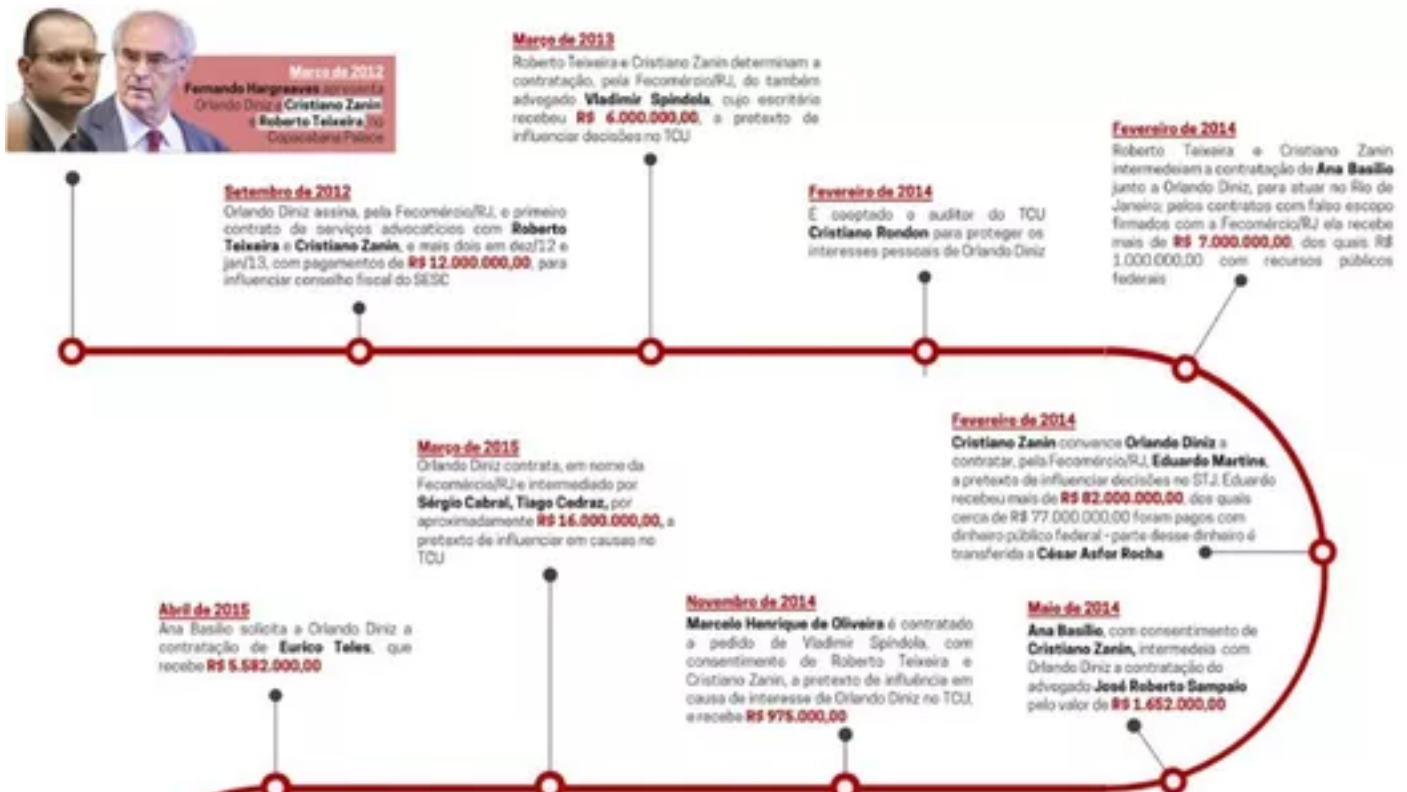 Março de 2012
Fernando Hargreaves apresenta
Orlando Diniz a Cristiano Zanin
e Roberto Teixeira, no
Copacabana Palace
Setembro de 2012
Orlando Diniz assina, pela Fecomércio/RJ, o primeiro
contrato de serviços advocatícios com Roberto
Teixeira e Cristiano Zanin, e mais dois em dez/12 e
jan/13, com pagamentos de R$ 12.000.000,00, para
influenciar conselho fiscal do SESC
Março de 2013
Roberto Teixeira e Cristiano Zanin determinam a
contratação, pela Fecomércio/RJ, do também
advogado Vladimir Spindola, cujo escritório
recebeu R$ 6.000.000,00, a pretexto de
influenciar decisões no TCU
Fevereiro de 2014
É cooptado o auditor do TCU
Cristiano Rondon para proteger os
interesses pessoais de Orlando Diniz
Fevereiro de 2014
Roberto Teixeira e Cristiano Zanin
intermedeiam a contratação de Ana Basílio
junto a Orlando Diniz, para atuar no Rio de
Janeiro; pelos contratos com falso escopo
firmados com a Fecomércio/RJ ela recebe
mais de R$ 7.000.000,00, dos quais R$
1.000.000,00 com recursos públicos
federais
Fevereiro de 2014
Cristiano Zanin convence Orlando Diniz a
contratar, pela Fecomércio/RJ, Eduardo Martins,
a pretexto de influenciar decisões no STJ. Eduardo
recebeu mais de R$ 82.000.000,00, dos quais
cerca de R$ 77.000.000,00 foram pagos com
dinheiro público federal - parte desse dinheiro é
transferida a César Asfor Rocha
Maio de 2014
Ana Basílio, com consentimento de
Cristiano Zanin, intermedeia com
Orlando Diniz a contratação do
advogado José Roberto Sampaio
pelo valor de R$ 1.652.000,00
Novembro de 2014
Marcelo Henrique de Oliveira é contratado
a pedido de Vladimir Spindola, com
consentimento de Roberto Teixeira e
Cristiano Zanin, a pretexto de influência em
causa de interesse de Orlando Diniz no TCU,
e recebe R$ 975.000,00
Março de 2015
Orlando Diniz contrata, em nome da
Fecomércio/RJ e intermediado por
Sérgio Cabral, Tiago Cedraz, por
aproximadamente R$ 16.000.000,00, a
pretexto de influenciar em causas no
TCU
Abril de 2015
Ana Basílio solicita a Orlando Diniz a
contratação de Eurico Teles, que
recebe R$ 5.582.000,00